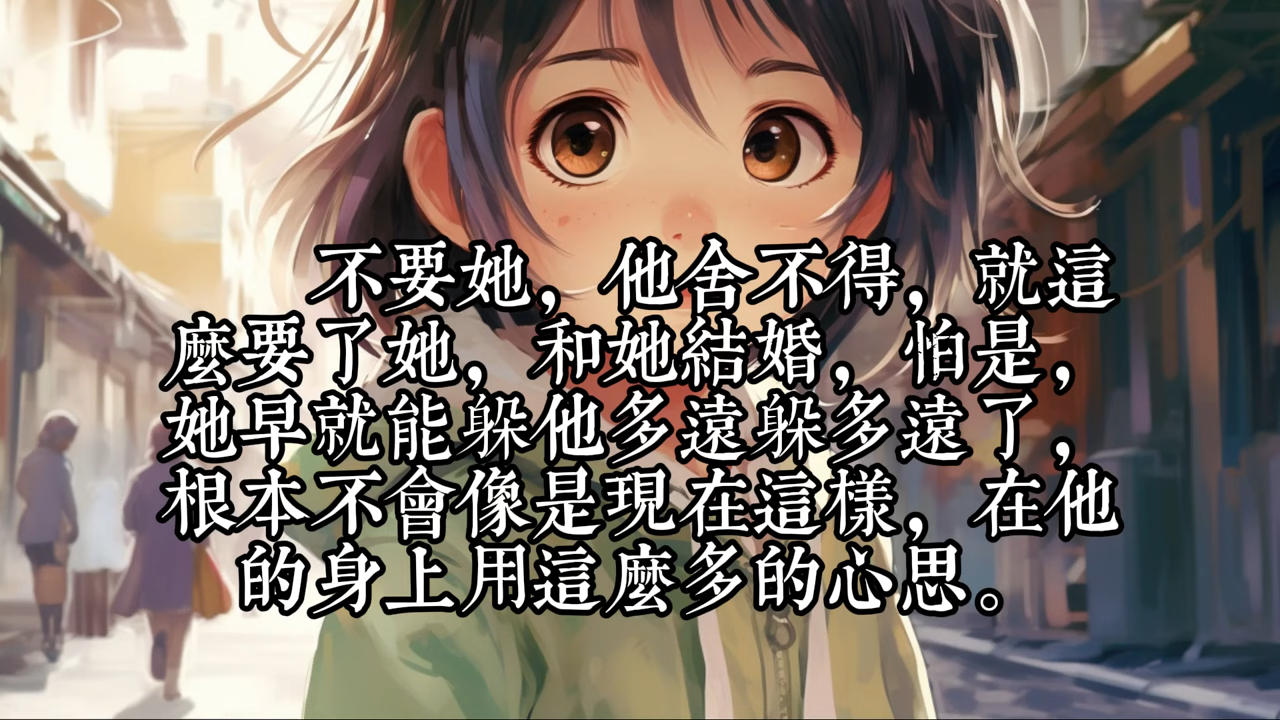 不要她，他舍不得，就這
麼要了她，和她結婚，怕是，
她早就能躲他多遠躲多遠了，
根本不會像是現在這樣，在他
的身上用這麼多的心思。